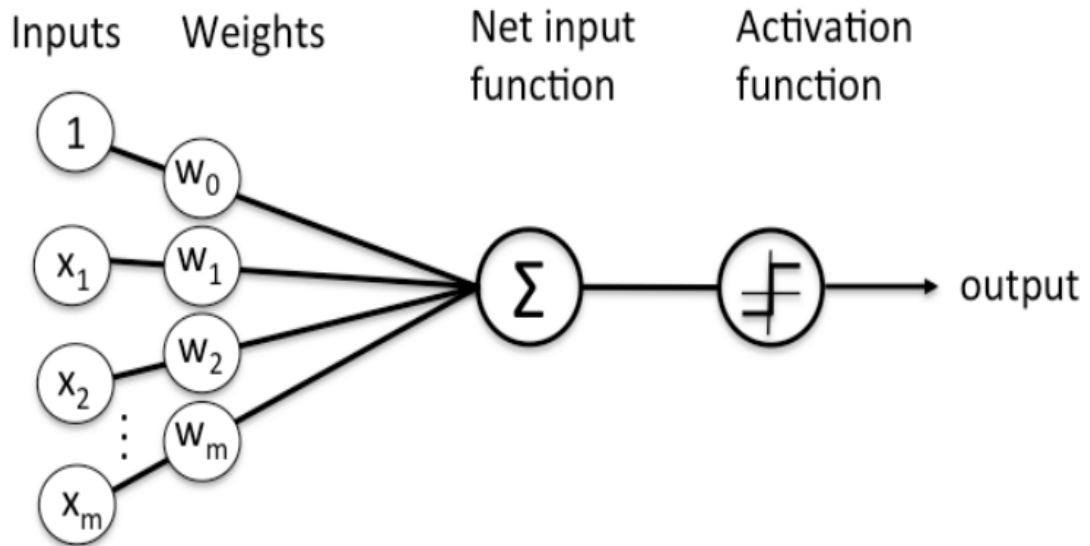 Inputs Weights Net input function Activation function
1
w₀
x₁
w₁
x₂
w₂
⋮
wₘ
xₘ
Σ
output